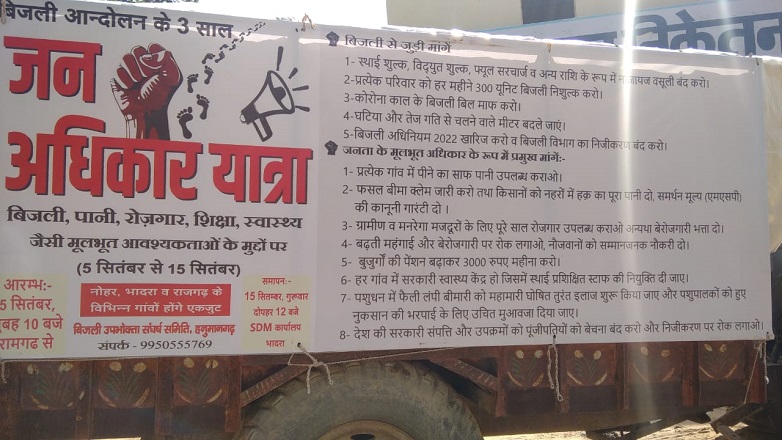 बिजली आन्दोलन के 3 साल
जन
अधिकार यात्रा
बिजली, पानी, रोज़गार, शिक्षा, स्वास्थ्य
जैसी मूलभूत आवश्यकताओं के मुद्दों पर
(5 सितंबर से 15 सितंबर)
आरम्भ:-
5 सितंबर,
सुबह 10 बजे
रामगढ से
नोहर, भादरा व राजगढ के
विभिन्न गांवों होंगे एकजुट
बिजली उपभोक्ता संघर्ष समिति, हनुमानगढ़
संपर्क - 9950555769
समापन:-
15 सितम्बर, गुरूवार
दोपहर 12 बजे
SDM कार्यालय
भादरा
बिजली से जुड़ी मांगें
1- स्थाई शुल्क, विद्युत शुल्क, फ्यूल सरचार्ज व अन्य राशि के रूप में नाजायज वसूली बंद करो।
2-प्रत्येक परिवार को हर महीने 300 यूनिट बिजली निशुल्क करो।
3-कोरोना काल के बिजली बिल माफ करो।
4-घटिया और तेज गति से चलने वाले मीटर बदले जाएं।
5-बिजली अधिनियम 2022 खारिज करो व बिजली विभाग का निजीकरण बंद करो।
जनता के मूलभूत अधिकार के रूप में प्रमुख मांगें:-
1- प्रत्येक गांव में पीने का साफ पानी उपलब्ध कराओ।
2- फसल बीमा क्लेम जारी करो तथा किसानों को नहरों में हक़ का पूरा पानी दो, समर्थन मूल्य (एमएसपी)
की कानूनी गारंटी दो ।
3- ग्रामीण व मनरेगा मजदूरों के लिए पूरे साल रोजगार उपलब्ध कराओ अन्यथा बेरोजगारी भत्ता दो।
4- बढ़ती महंगाई और बेरोजगारी पर रोक लगाओ, नौजवानों को सम्मानजनक नौकरी दो।
5- बुजुर्गों की पेंशन बढ़ाकर 3000 रुपए महीना करो।
6- हर गांव में सरकारी स्वास्थ्य केंद्र हो जिसमें स्थाई प्रशिक्षित स्टाफ की नियुक्ति दी जाए।
7- पशुधन में फैली लंपी बीमारी को महामारी घोषित तुरंत इलाज शुरू किया जाए और पशुपालकों को हुए
नुकसान की भरपाई के लिए उचित मुआवजा दिया जाए।
8- देश की सरकारी संपत्ति और उपक्रमों को पूंजीपतियों को बेचना बंद करो और निजीकरण पर रोक लगाओ।